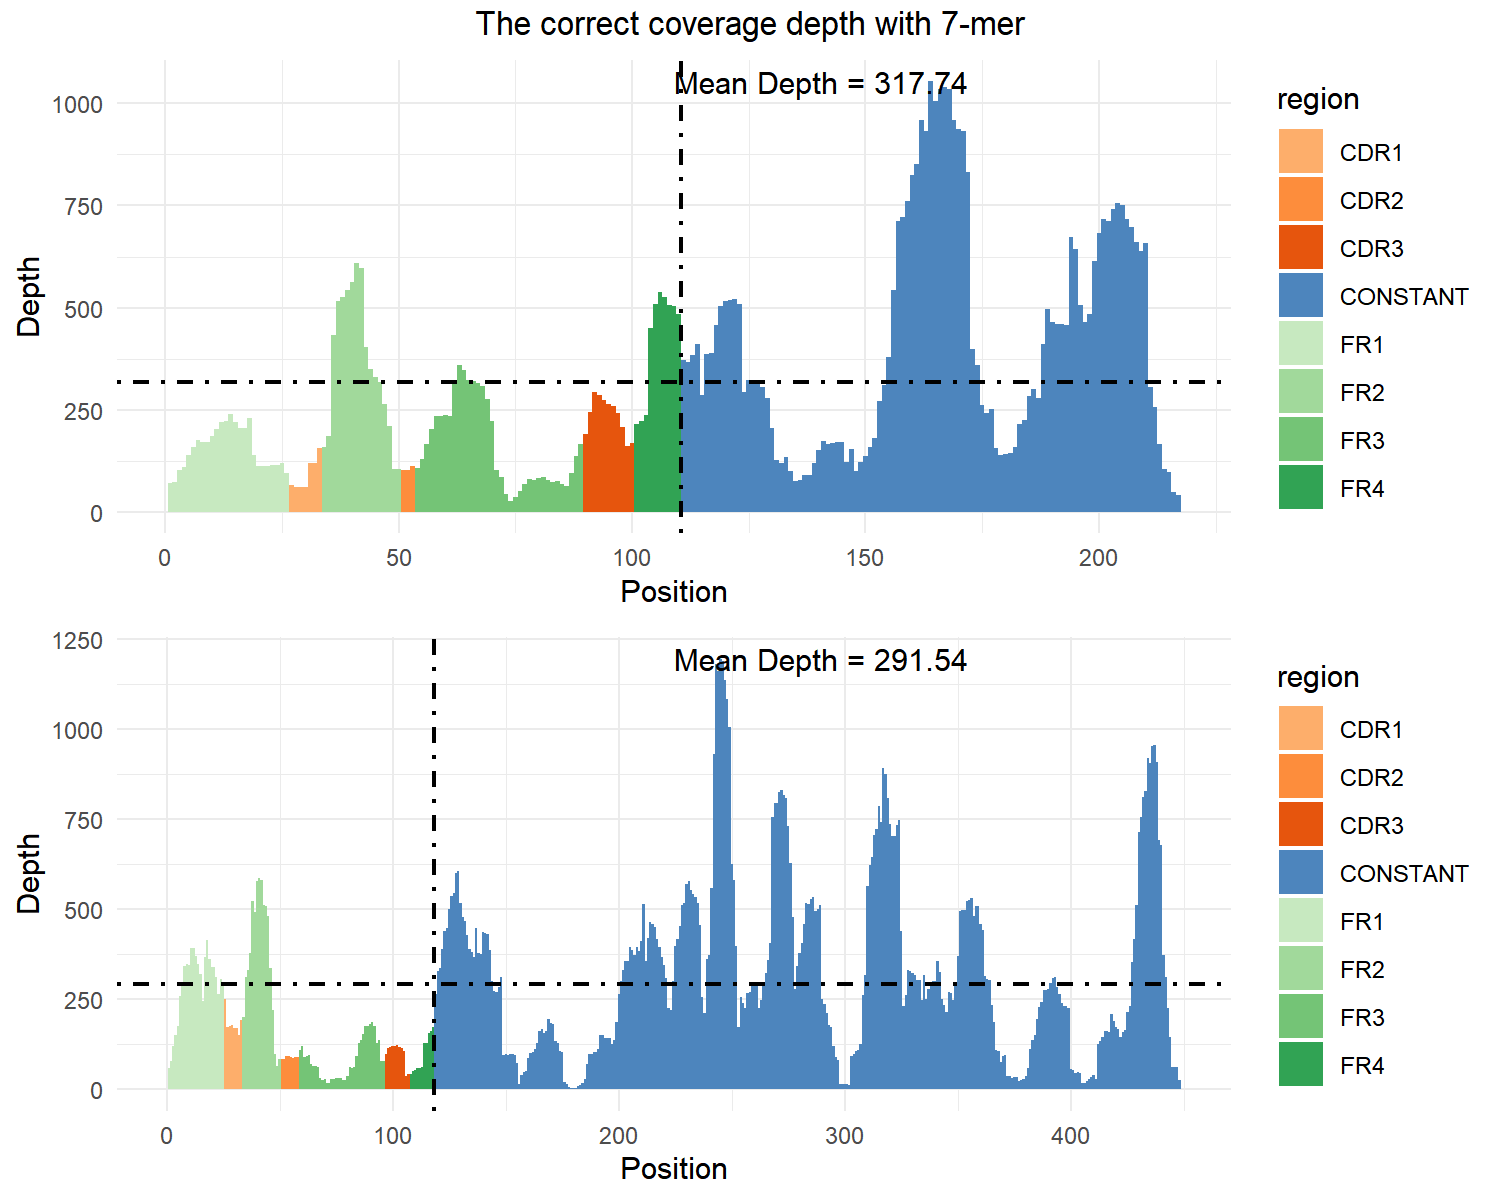 The correct coverage depth with 7-mer
Mean Depth = 317.74
Depth
1000
750
500
250
0
0 50 100 150 200
Position
region
CDR1
CDR2
CDR3
CONSTANT
FR1
FR2
FR3
FR4
Mean Depth = 291.54
Depth
1250
1000
750
500
250
0
0 100 200 300 400
Position
region
CDR1
CDR2
CDR3
CONSTANT
FR1
FR2
FR3
FR4